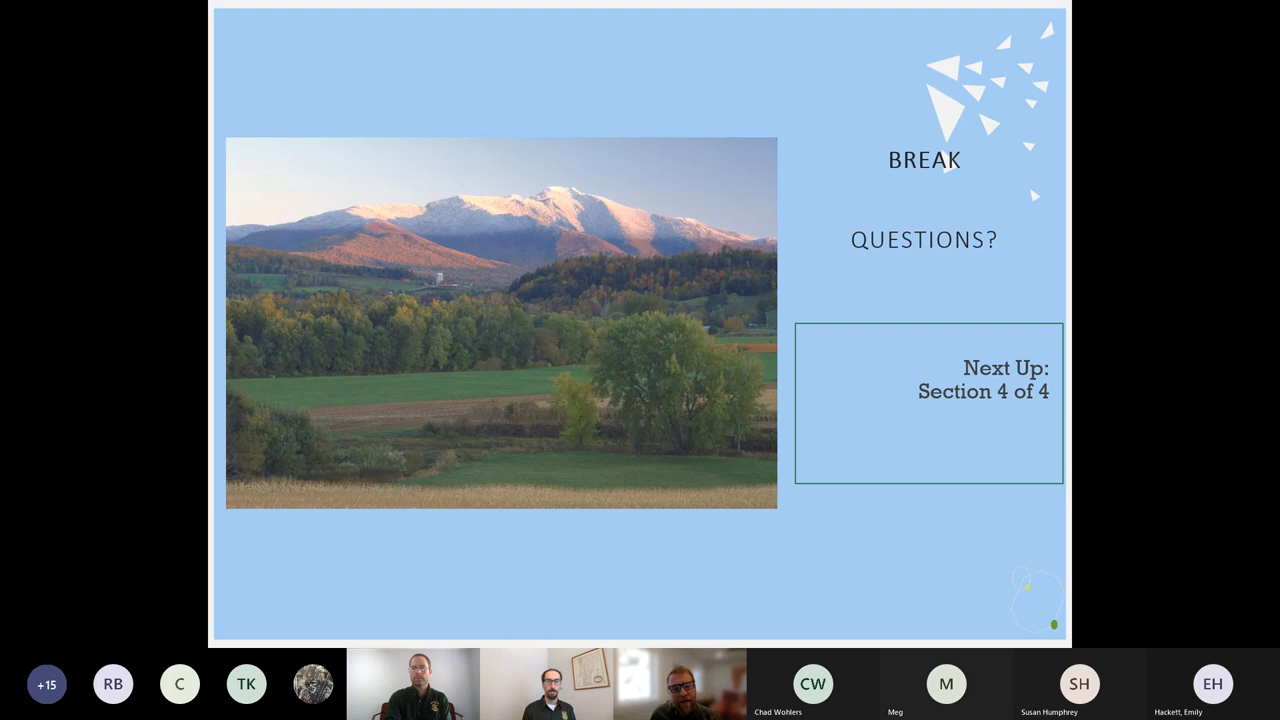 BREAK
QUESTIONS?
Next Up:
Section 4 of 4
+15
RB
C
TK
CW
M
SH
EH
Chad Wohlers
Meg
Susan Humphrey
Hackett, Emily